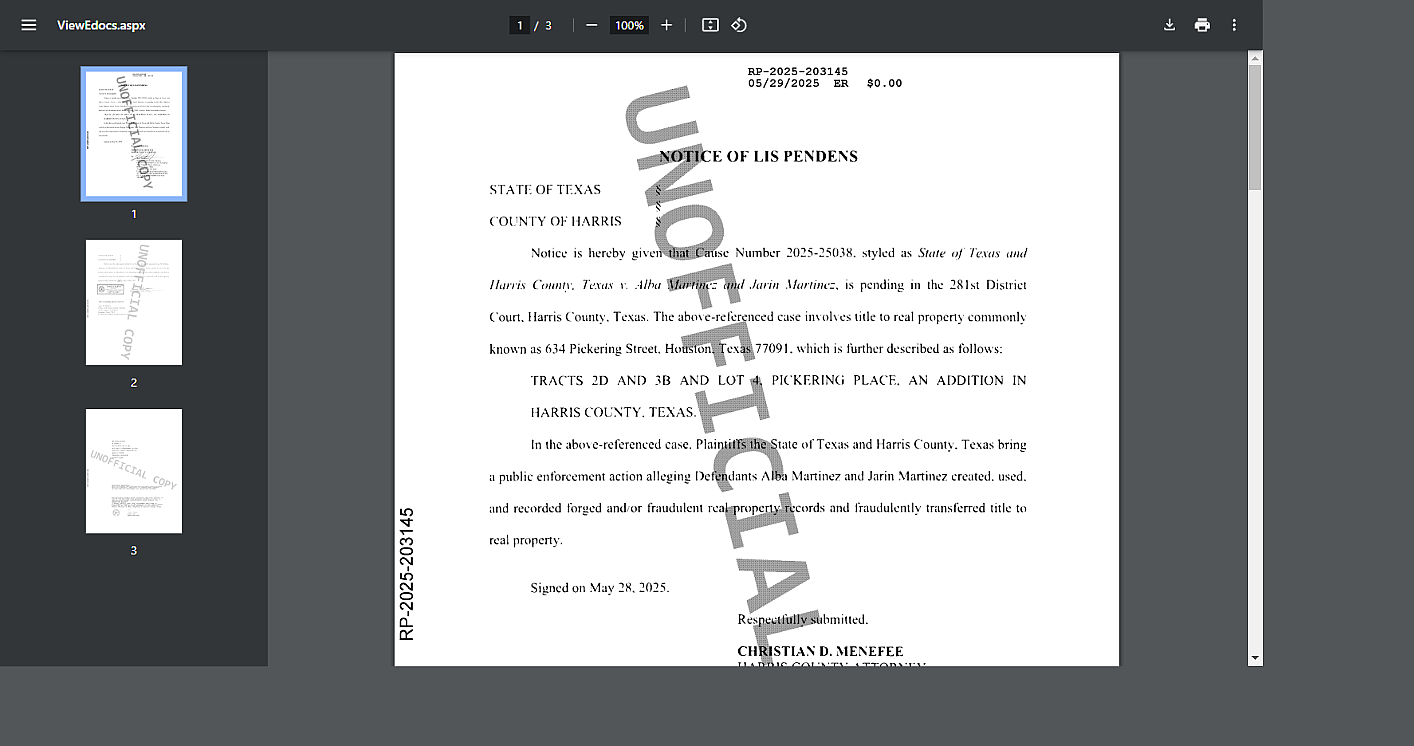 ViewEdocs.aspx
1 / 3
100%
1
2
3
RP-2025-203145
05/29/2025 ER $0.00
UNOFFICIAL
NOTICE OF LIS PENDENS
STATE OF TEXAS §
§
COUNTY OF HARRIS §
Notice is hereby given that Cause Number 2025-25038, styled as State of Texas and
Harris County, Texas v. Alba Martinez and Jarin Martinez, is pending in the 281st District
Court, Harris County, Texas. The above-referenced case involves title to real property commonly
known as 634 Pickering Street, Houston, Texas 77091, which is further described as follows:
TRACTS 2D AND 3B AND LOT 4, PICKERING PLACE, AN ADDITION IN
HARRIS COUNTY, TEXAS.
In the above-referenced case, Plaintiffs the State of Texas and Harris County, Texas bring
a public enforcement action alleging Defendants Alba Martinez and Jarin Martinez created, used,
and recorded forged and/or fraudulent real property records and fraudulently transferred title to
real property.
Signed on May 28, 2025.
Respectfully submitted,
CHRISTIAN D. MENEFEE
HARRIS COUNTY ATTORNEY
RP-2025-203145
UNOFFICIAL COPY
UNOFFICIAL COPY
UNOFFICIAL COPY